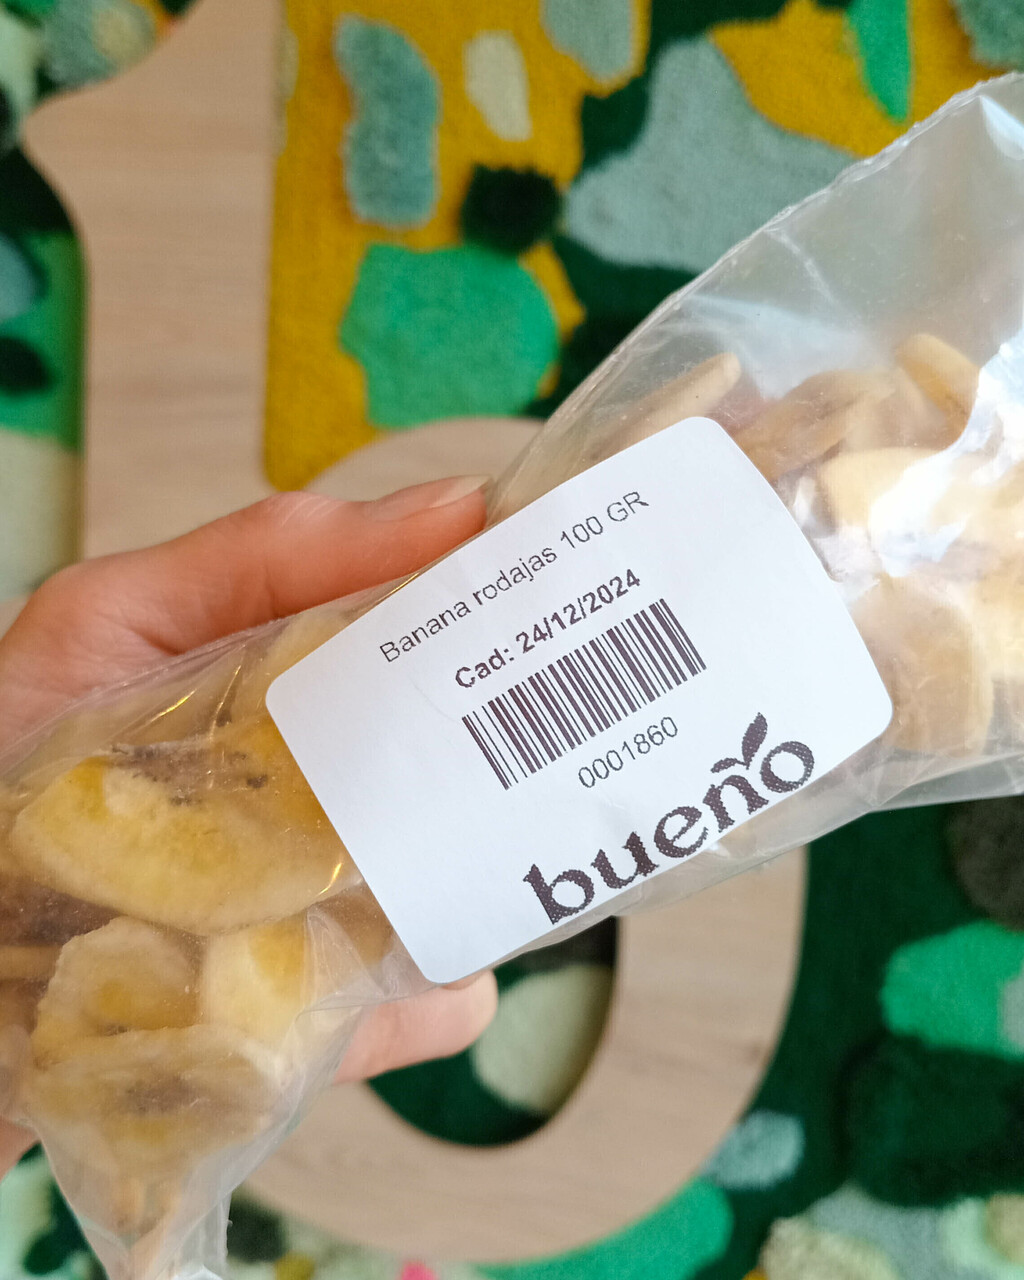 Banana rodajas 100 GR
Cad: 24/12/2024
0001860
bueño